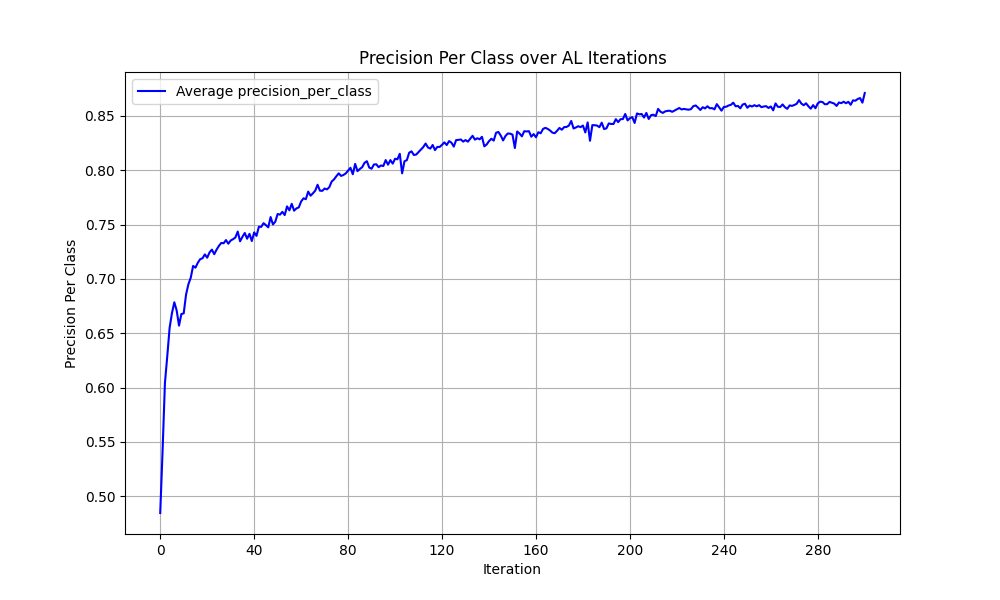 Precision Per Class over AL Iterations
Average precision_per_class
Precision Per Class
0.85
0.80
0.75
0.70
0.65
0.60
0.55
0.50
0 40 80 120 160 200 240 280
Iteration